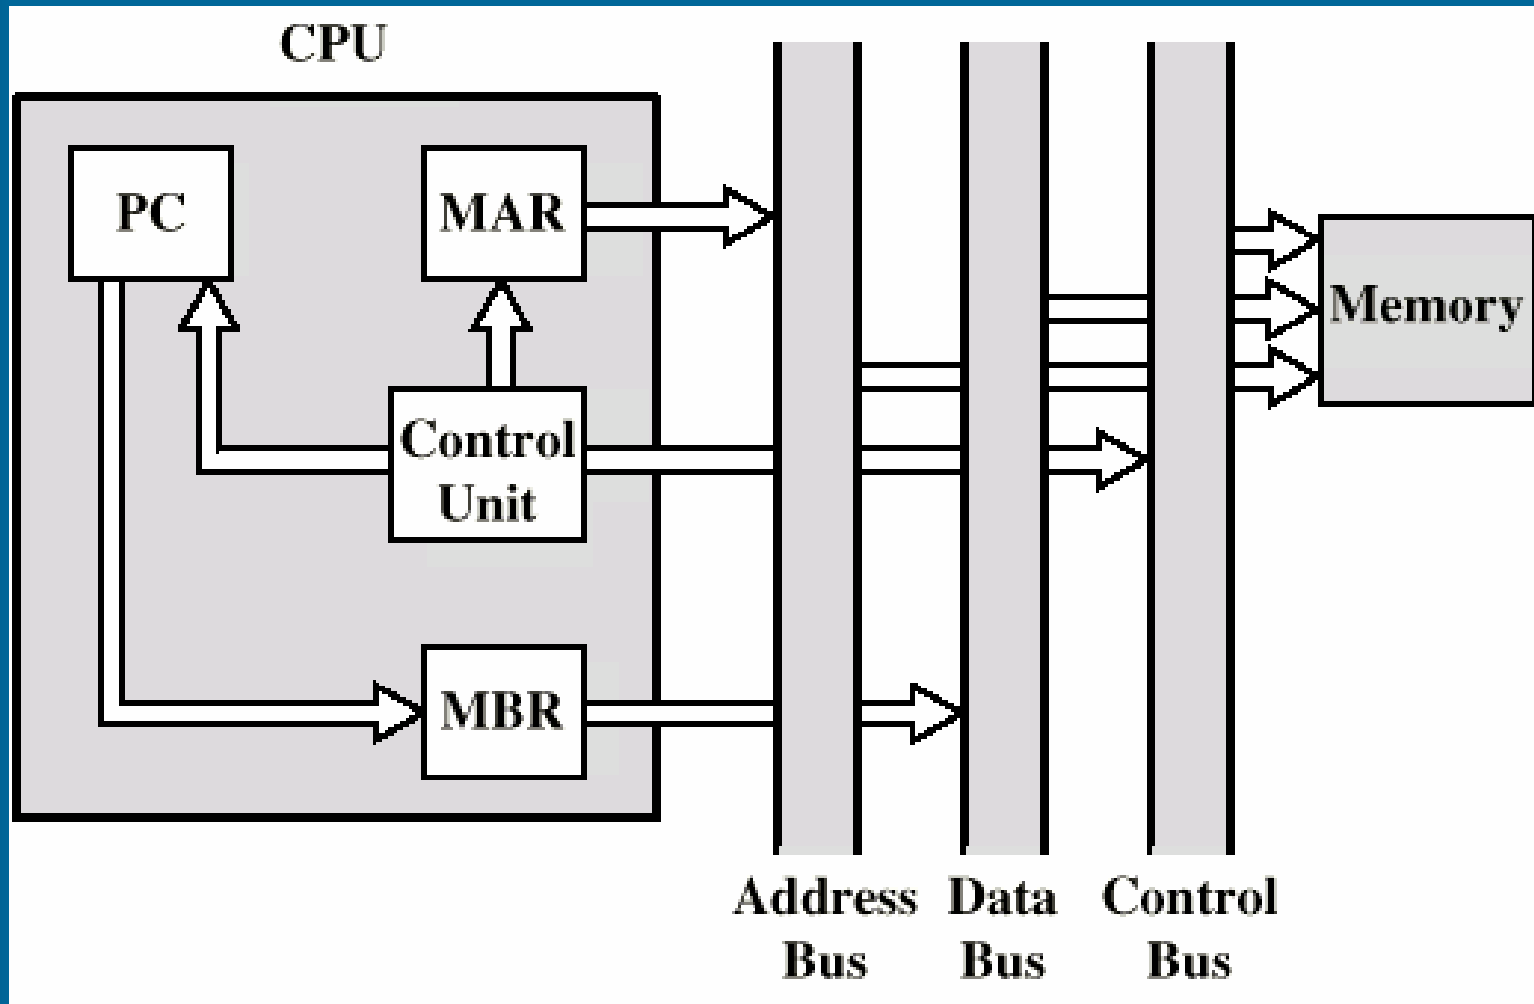 CPU
PC
MAR
Memory
Control
Unit
MBR
Address
Bus
Data
Bus
Control
Bus